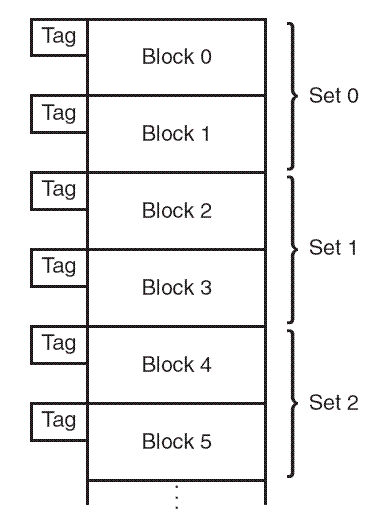 Tag
Block 0
Set 0
Tag
Block 1
Tag
Block 2
Set 1
Tag
Block 3
Tag
Block 4
Set 2
Tag
Block 5